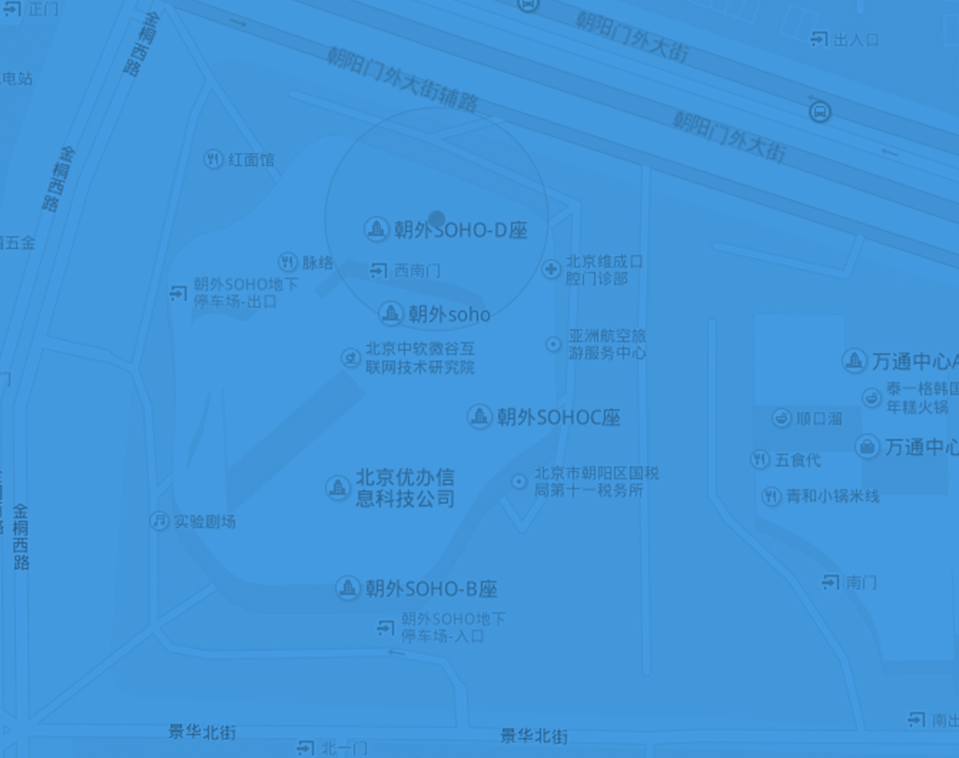 正门
金桐西路
朝阳门外大街
出入口
电站
朝阳门外大街辅路
朝阳门外大街
红面馆
金桐西路
五金
朝外SOHO-D座
脉络
西南门
北京维成口
腔门诊部
朝外SOHO地下
停车场-出口
朝外soho
北京中软微谷互
联网技术研究院
亚洲航空旅
游服务中心
万通中心A
泰一格韩国
年糕火锅
门
朝外SOHOC座
顺口溜
万通中心
五食代
北京优办信
息科技公司
北京市朝阳区国税
局第十一税务所
青和小锅米线
金桐西路
实验剧场
朝外SOHO-B座
南门
朝外SOHO地下
停车场-入口
P
景华北街
景华北街
南出
北一门